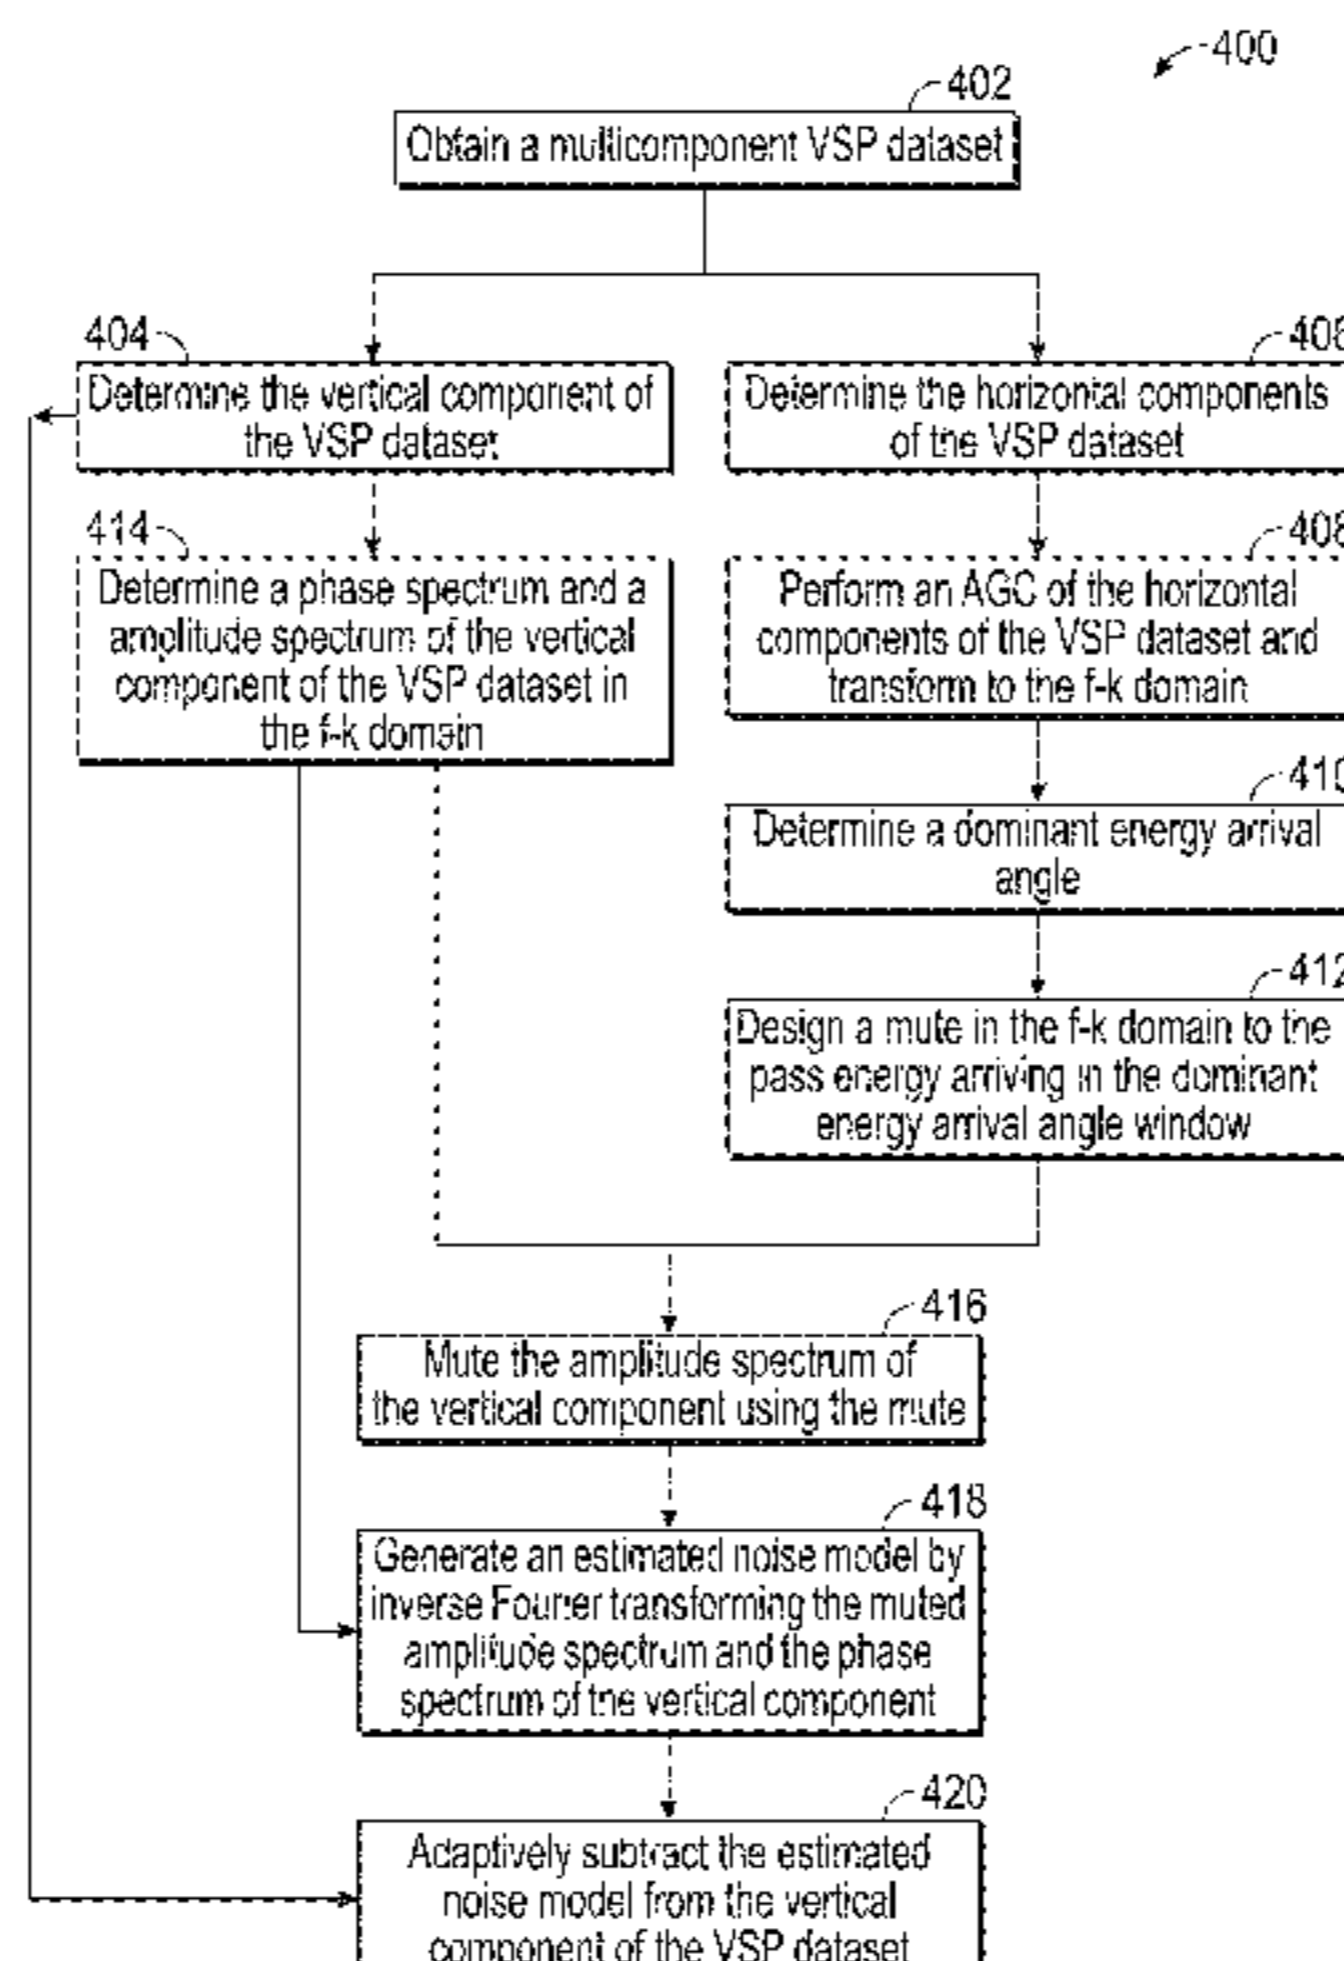 400
402
Obtain a multicomponent VSP dataset
404
Determine the vertical component of
the VSP dataset
Determine the horizontal components
of the VSP dataset
414
Determine a phase spectrum and a
amplitude spectrum of the vertical
component of the VSP dataset in
the f-k domain
408
Perform an AGC of the horizontal
components of the VSP dataset and
transform to the f-k domain
410
Determine a dominant energy arrival
angle
412
Design a mute in the f-k domain to the
pass energy arriving in the dominant
energy arrival angle window
416
Mute the amplitude spectrum of
the vertical component using the mute
418
Generate an estimated noise model by
inverse Fourier transforming the muted
amplitude spectrum and the phase
spectrum of the vertical component
420
Adaptively subtract the estimated
noise model from the vertical
component of the VSP dataset